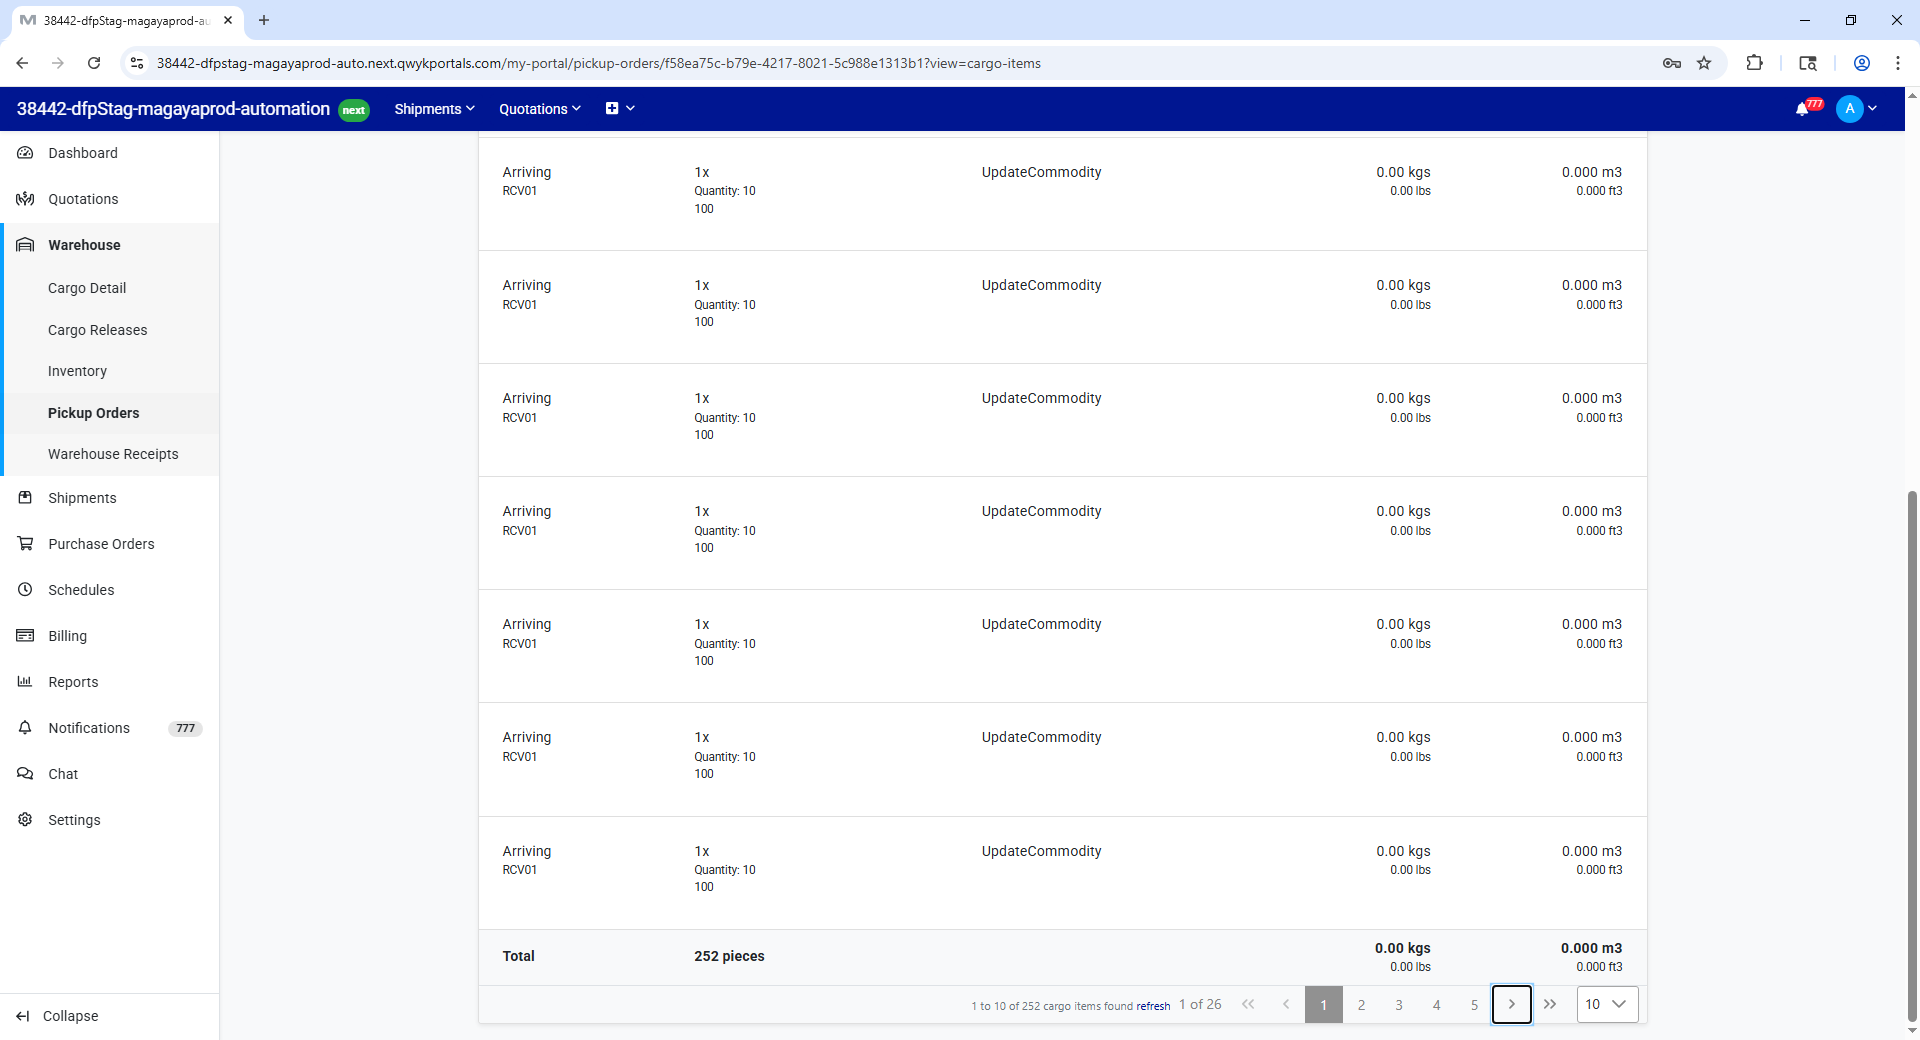 38442-dfpStag-magayaprod-au
38442-dfpstag-magayaprod-auto.next.qwykportals.com/my-portal/pickup-orders/f58ea75c-b79e-4217-8021-5c988e1313b1?view=cargo-items
38442-dfpStag-magayaprod-automation next Shipments Quotations 777 A
Dashboard
Quotations
Warehouse
Cargo Detail
Cargo Releases
Inventory
Pickup Orders
Warehouse Receipts
Shipments
Purchase Orders
Schedules
Billing
Reports
Notifications 777
Chat
Settings
Collapse
Arriving 1x UpdateCommodity 0.00 kgs 0.000 m3
RCV01 Quantity: 10 0.00 lbs 0.000 ft3
100
Arriving 1x UpdateCommodity 0.00 kgs 0.000 m3
RCV01 Quantity: 10 0.00 lbs 0.000 ft3
100
Arriving 1x UpdateCommodity 0.00 kgs 0.000 m3
RCV01 Quantity: 10 0.00 lbs 0.000 ft3
100
Arriving 1x UpdateCommodity 0.00 kgs 0.000 m3
RCV01 Quantity: 10 0.00 lbs 0.000 ft3
100
Arriving 1x UpdateCommodity 0.00 kgs 0.000 m3
RCV01 Quantity: 10 0.00 lbs 0.000 ft3
100
Arriving 1x UpdateCommodity 0.00 kgs 0.000 m3
RCV01 Quantity: 10 0.00 lbs 0.000 ft3
100
Arriving 1x UpdateCommodity 0.00 kgs 0.000 m3
RCV01 Quantity: 10 0.00 lbs 0.000 ft3
100
Total 252 pieces 0.00 kgs 0.000 m3
0.00 lbs 0.000 ft3
1 to 10 of 252 cargo items found refresh 1 of 26 1 2 3 4 5 10